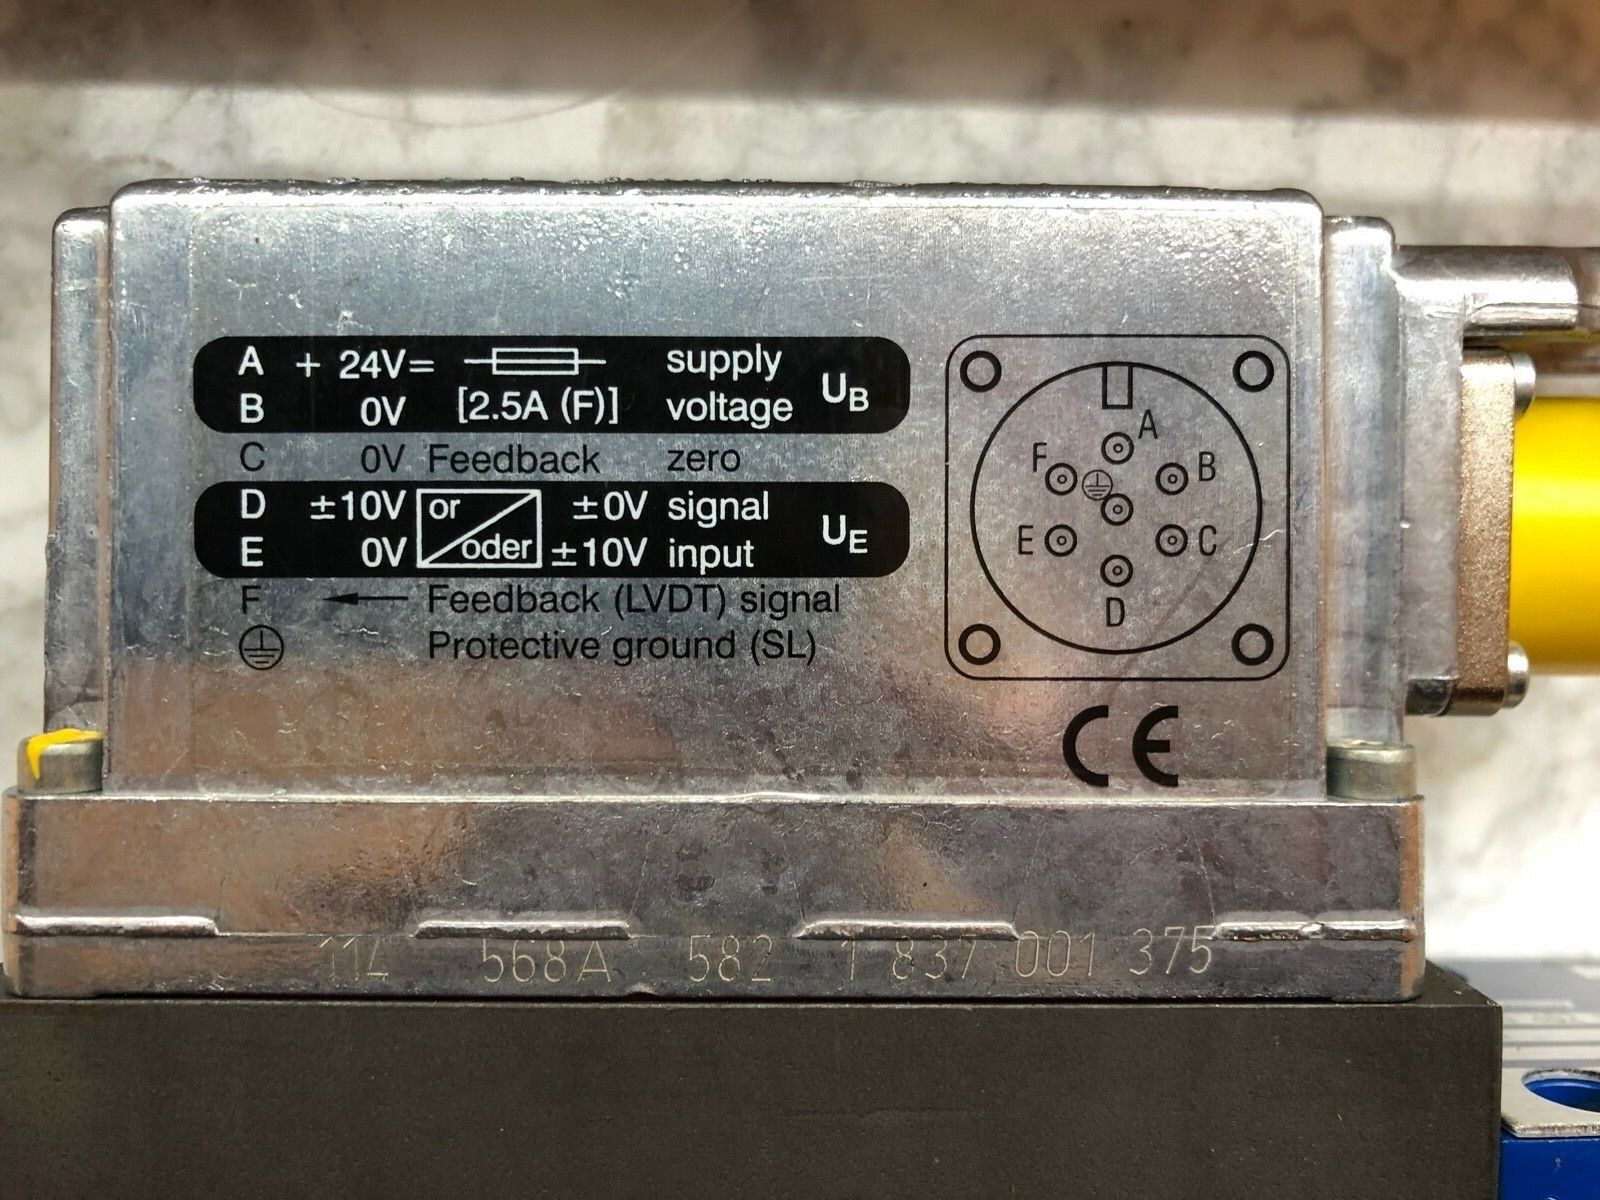 A + 24V= supply
B 0V [2.5A (F)] voltage UB
C 0V Feedback zero
D ±10V or ±0V signal
E 0V oder ±10V input UE
F Feedback (LVDT) signal
Protective ground (SL)
A
F B
E C
D
CE
114 568A 582 1 837 001 375